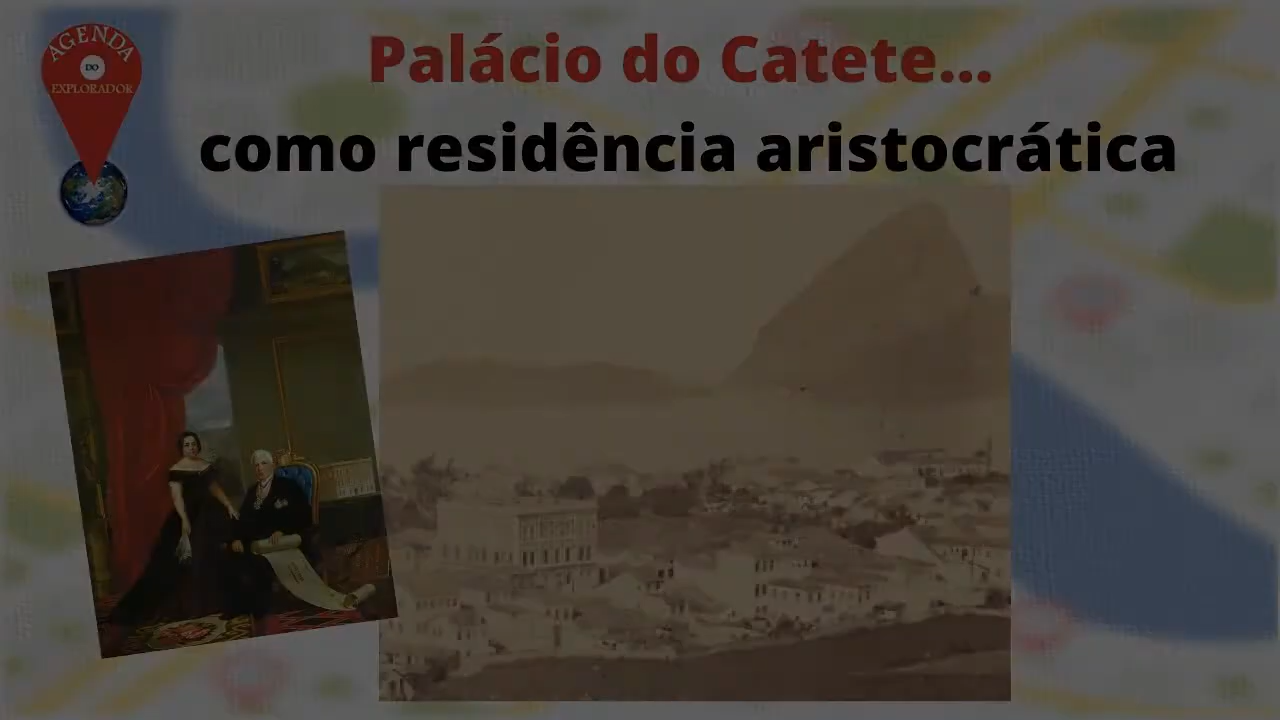 AGENDA
DO
EXPLORADOR
Palácio do Catete...
como residência aristocrática